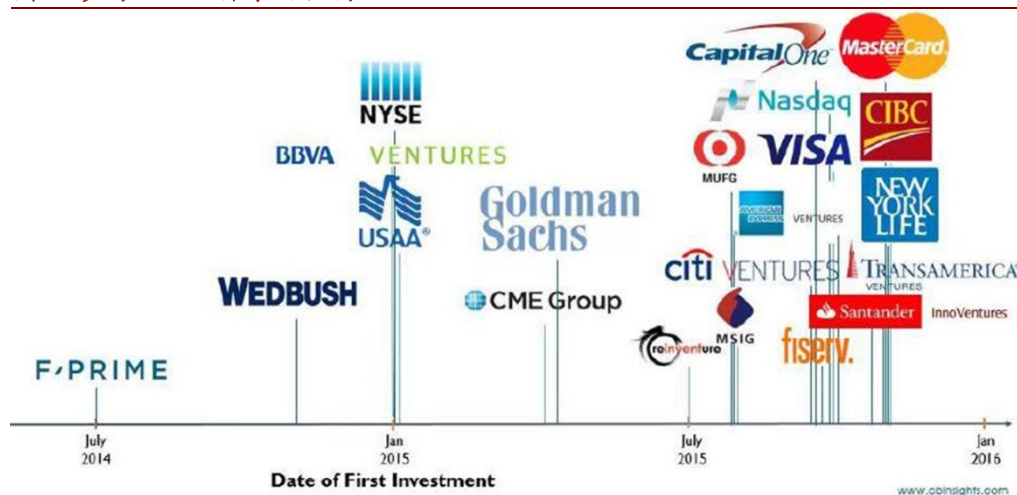 CapitalOne
MasterCard
NYSE
Nasdaq
CIBC
BBVA VENTURES
MUFG
VISA
USAA®
Goldman
Sachs
AMERICAN
EXPRESS
VENTURES
NEW
YORK
LIFE
citi VENTURES
TRANSAMERICA
VENTURES
WEDBUSH
CME Group
MSIG
Santander InnoVentures
reinventure
fiserv.
F-PRIME
July
2014
Jan
2015
July
2015
Jan
2016
Date of First Investment
www.cbinsights.com